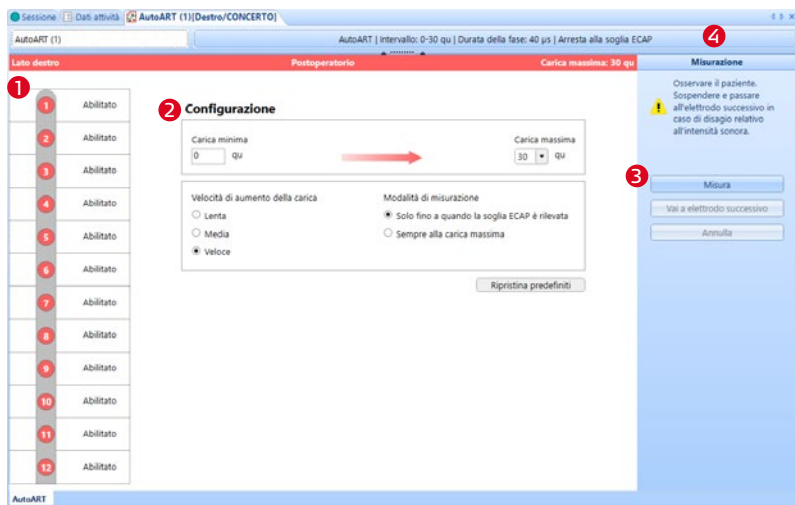 Sessione Dati attività AutoART (1)[Destro/CONCERTO]
AutoART (1) AutoART | Intervallo: 0-30 qu | Durata della fase: 40 µs | Arresta alla soglia ECAP 4
Lato destro Postoperatorio Carica massima: 30 qu Misurazione
1
Osservare il paziente.
Sospendere e passare
all'elettrodo successivo in
caso di disagio relativo
all'intensità sonora.
1 Abilitato
2 Abilitato
3 Abilitato
4 Abilitato
5 Abilitato
6 Abilitato
7 Abilitato
8 Abilitato
9 Abilitato
10 Abilitato
11 Abilitato
12 Abilitato
2 Configurazione
Carica minima Carica massima
0 qu 30 qu
Velocità di aumento della carica Modalità di misurazione
Lenta Solo fino a quando la soglia ECAP è rilevata
Media Sempre alla carica massima
Veloce
Ripristina predefiniti
3
Misura
Vai a elettrodo successivo
Annulla
AutoART